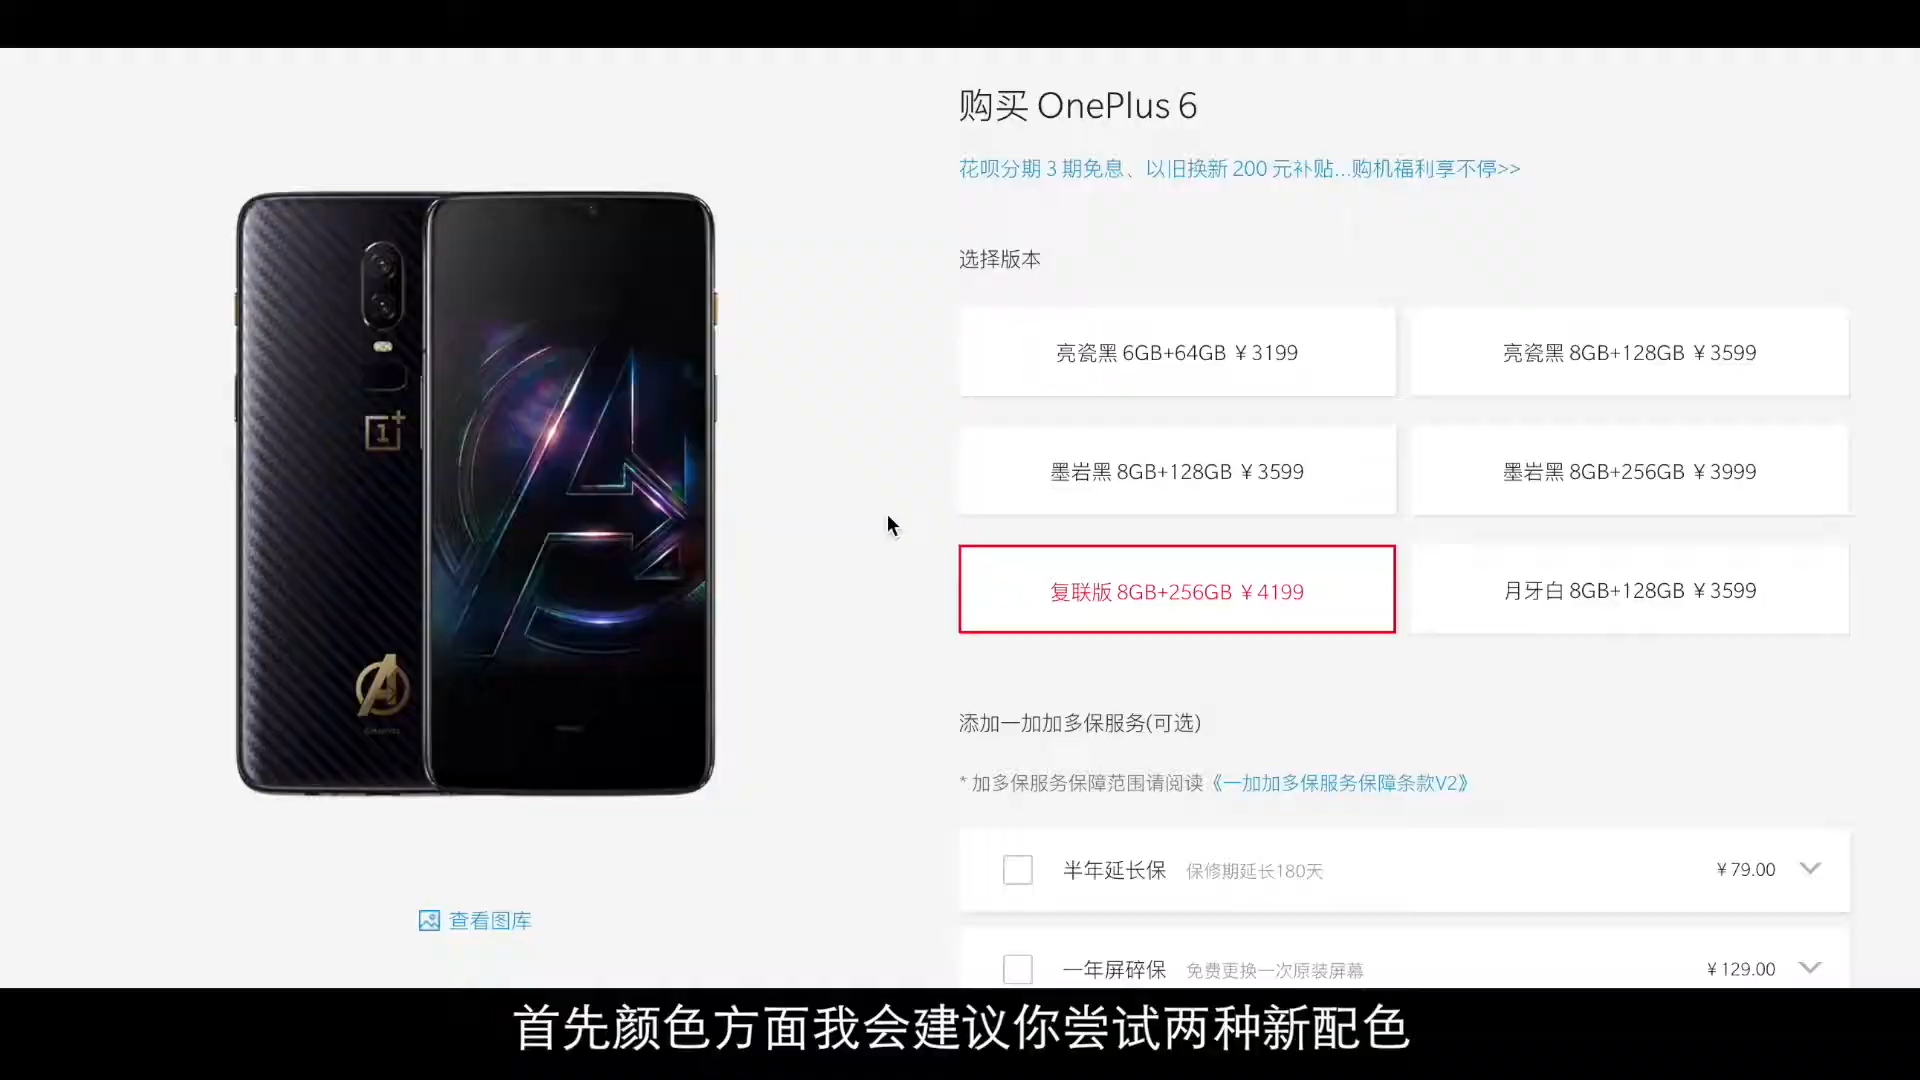 购买 OnePlus 6
花呗分期 3 期免息、以旧换新 200 元补贴...购机福利享不停>>
选择版本
亮瓷黑 6GB+64GB ￥3199
亮瓷黑 8GB+128GB ￥3599
墨岩黑 8GB+128GB ￥3599
墨岩黑 8GB+256GB ￥3999
复联版 8GB+256GB ￥4199
月牙白 8GB+128GB ￥3599
添加一加加多保服务(可选)
* 加多保服务保障范围请阅读《一加加多保服务保障条款V2》
半年延长保 保修期延长180天 ￥79.00
一年屏碎保 免费更换一次原装屏幕 ￥129.00
查看图库
首先颜色方面我会建议你尝试两种新配色